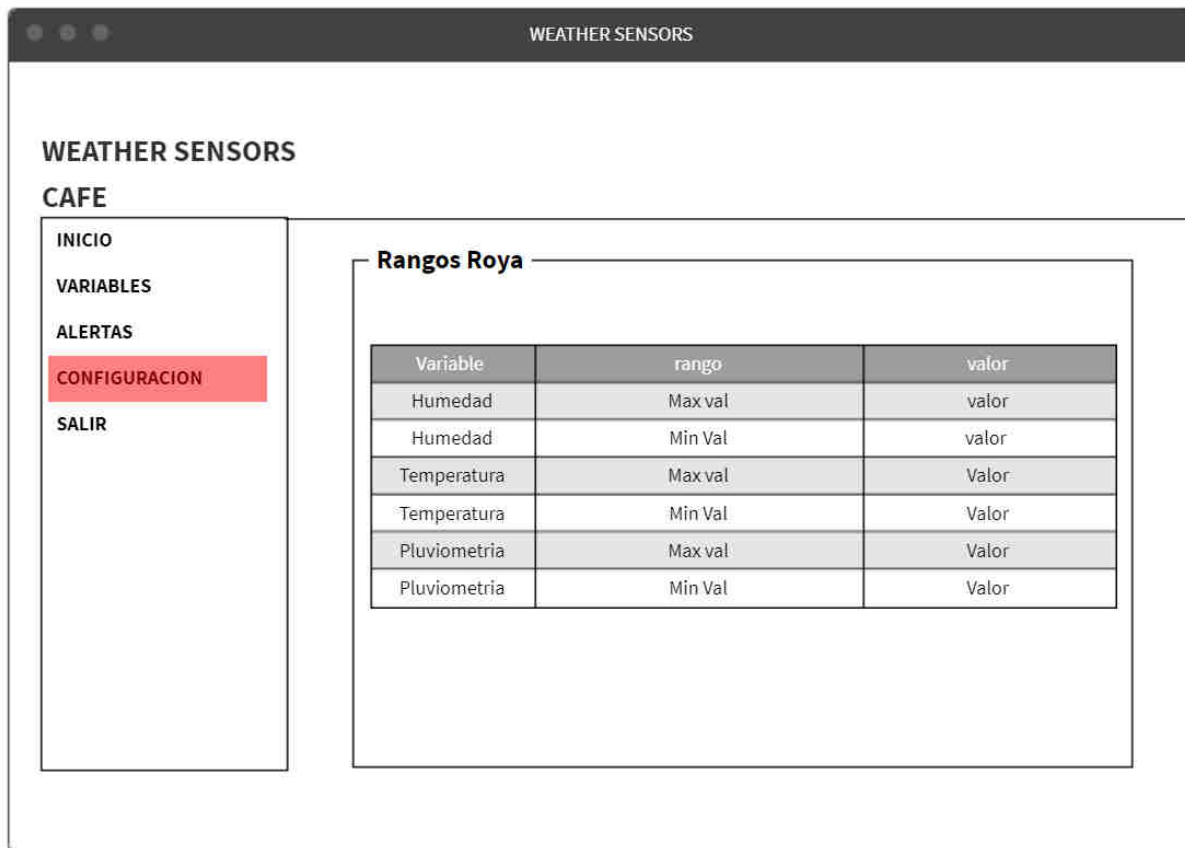 WEATHER SENSORS
WEATHER SENSORS
CAFE
INICIO
VARIABLES
ALERTAS
CONFIGURACION
SALIR
Rangos Roya
Variable rango valor
Humedad Max val valor
Humedad Min Val valor
Temperatura Max val Valor
Temperatura Min Val Valor
Pluviometria Max val Valor
Pluviometria Min Val Valor